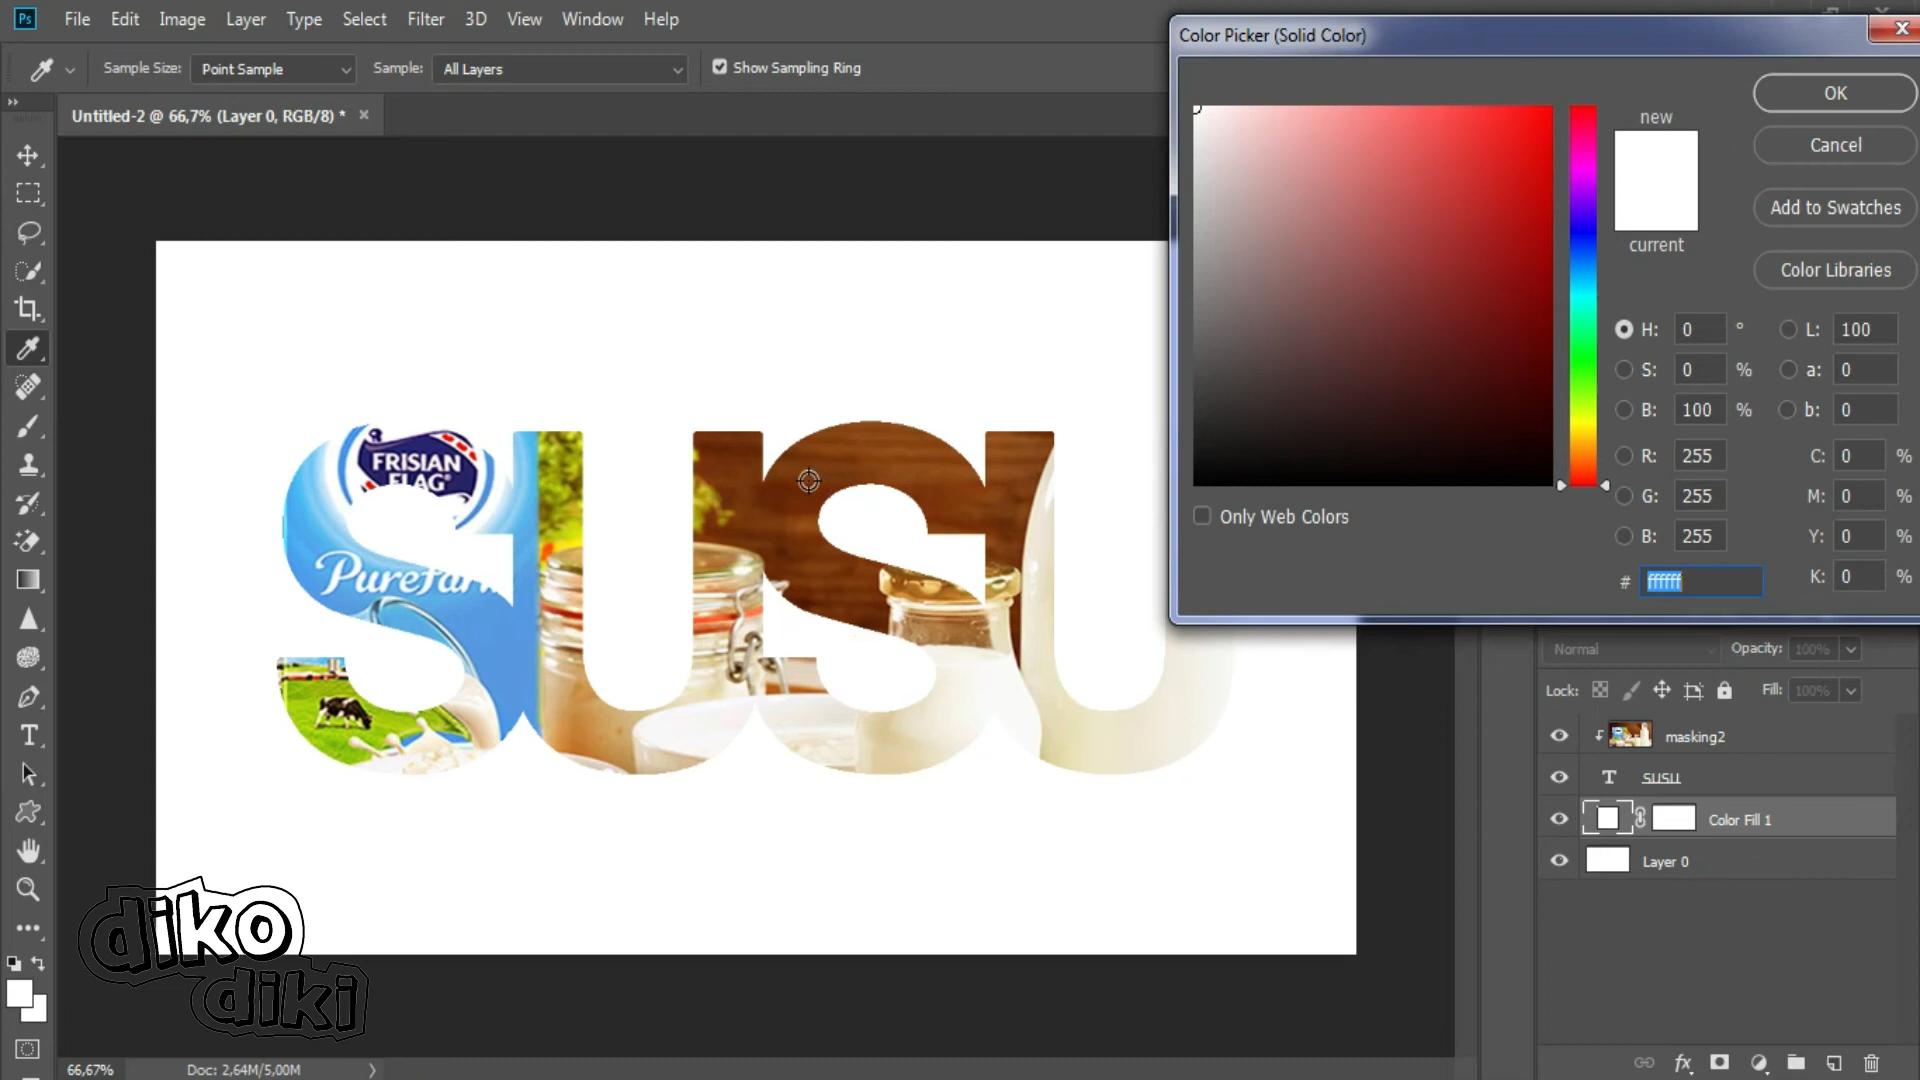 Ps File Edit Image Layer Type Select Filter 3D View Window Help
Color Picker (Solid Color)
Sample Size: Point Sample Sample: All Layers Show Sampling Ring
Untitled-2 @ 66,7% (Layer 0, RGB/8) *
new
current
OK
Cancel
Add to Swatches
Color Libraries
H: 0 ° L: 100
S: 0 % a: 0
B: 100 % b: 0
R: 255 C: 0 %
G: 255 M: 0 %
B: 255 Y: 0 %
# ffffff K: 0 %
Only Web Colors
SUSU
FRISIAN
FLAG
Purefarm
Normal Opacity: 100%
Lock: Fill: 100%
masking2
T SUSU
Color Fill 1
Layer 0
diko
diki
66,67% Doc: 2,64M/5,00M
fx